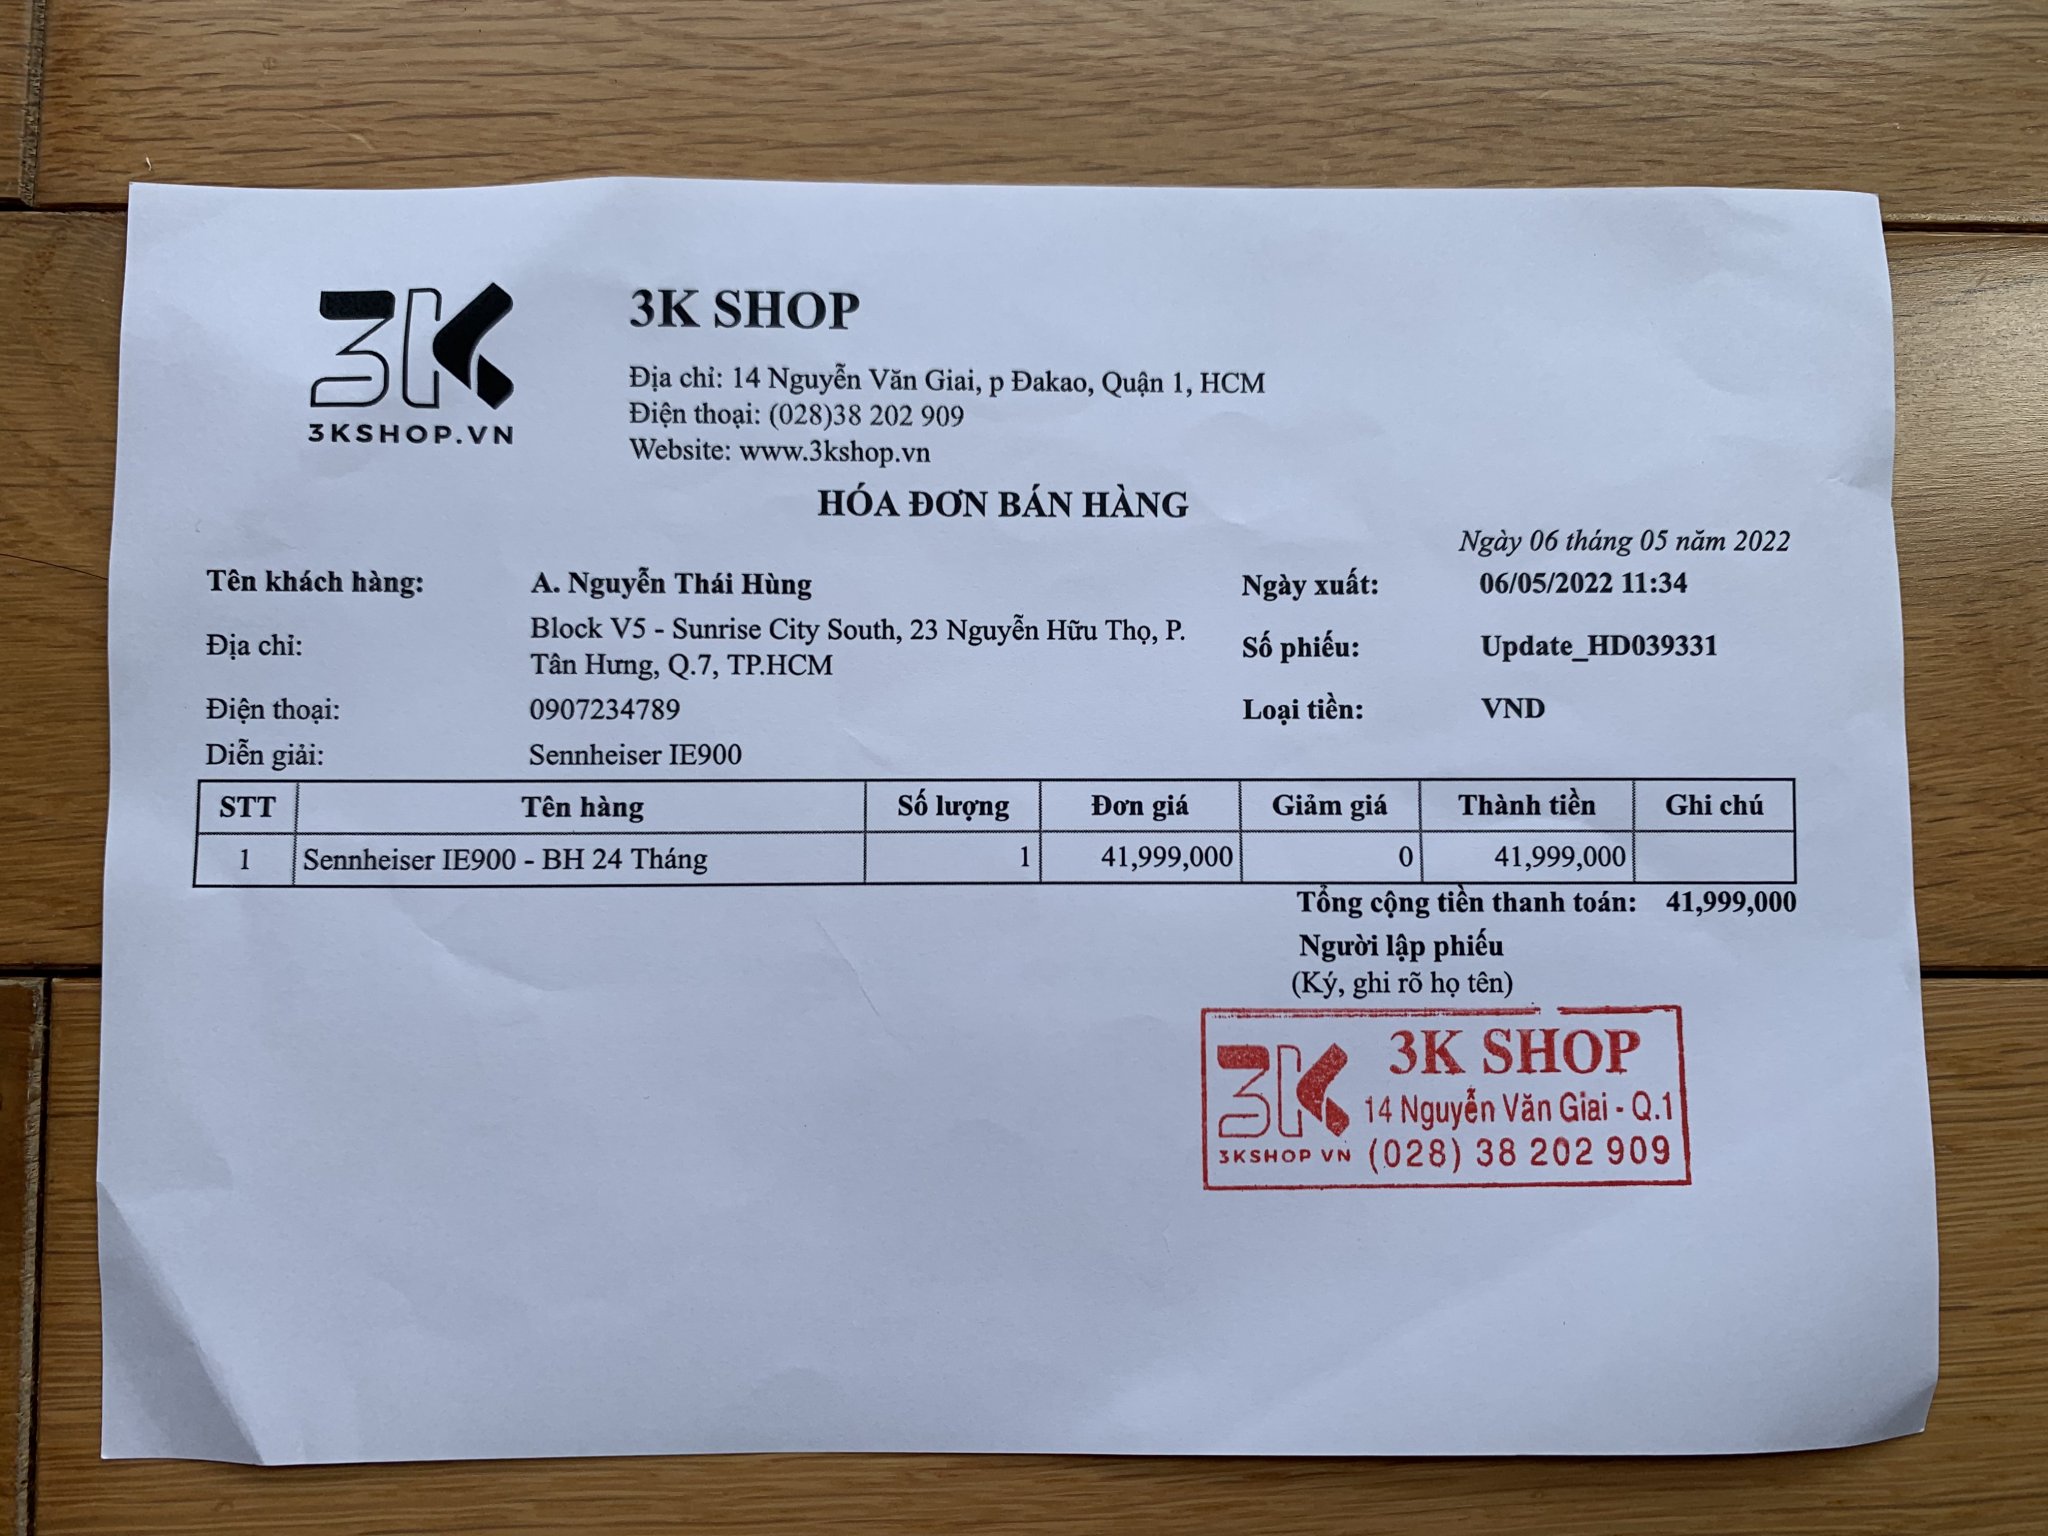 3K
3KSHOP.VN
3K SHOP
Địa chỉ: 14 Nguyễn Văn Giai, p Đakao, Quận 1, HCM
Điện thoại: (028)38 202 909
Website: www.3kshop.vn
HÓA ĐƠN BÁN HÀNG
Ngày 06 tháng 05 năm 2022
Tên khách hàng: A. Nguyễn Thái Hùng Ngày xuất: 06/05/2022 11:34
Địa chỉ: Block V5 - Sunrise City South, 23 Nguyễn Hữu Thọ, P.
Tân Hưng, Q.7, TP.HCM
Số phiếu: Update_HD039331
Điện thoại: 0907234789 Loại tiền: VND
Diễn giải: Sennheiser IE900
STT Tên hàng Số lượng Đơn giá Giảm giá Thành tiền Ghi chú
1 Sennheiser IE900 - BH 24 Tháng 1 41,999,000 0 41,999,000
Tổng cộng tiền thanh toán: 41,999,000
Người lập phiếu
(Ký, ghi rõ họ tên)
3K
3KSHOP VN
3K SHOP
14 Nguyễn Văn Giai - Q.1
(028) 38 202 909